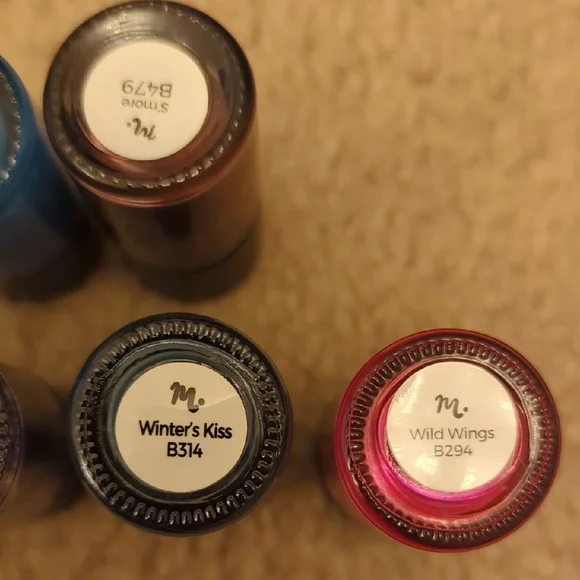 S'more
B479
m.
m.
Winter's Kiss
B314
m.
Wild Wings
B294